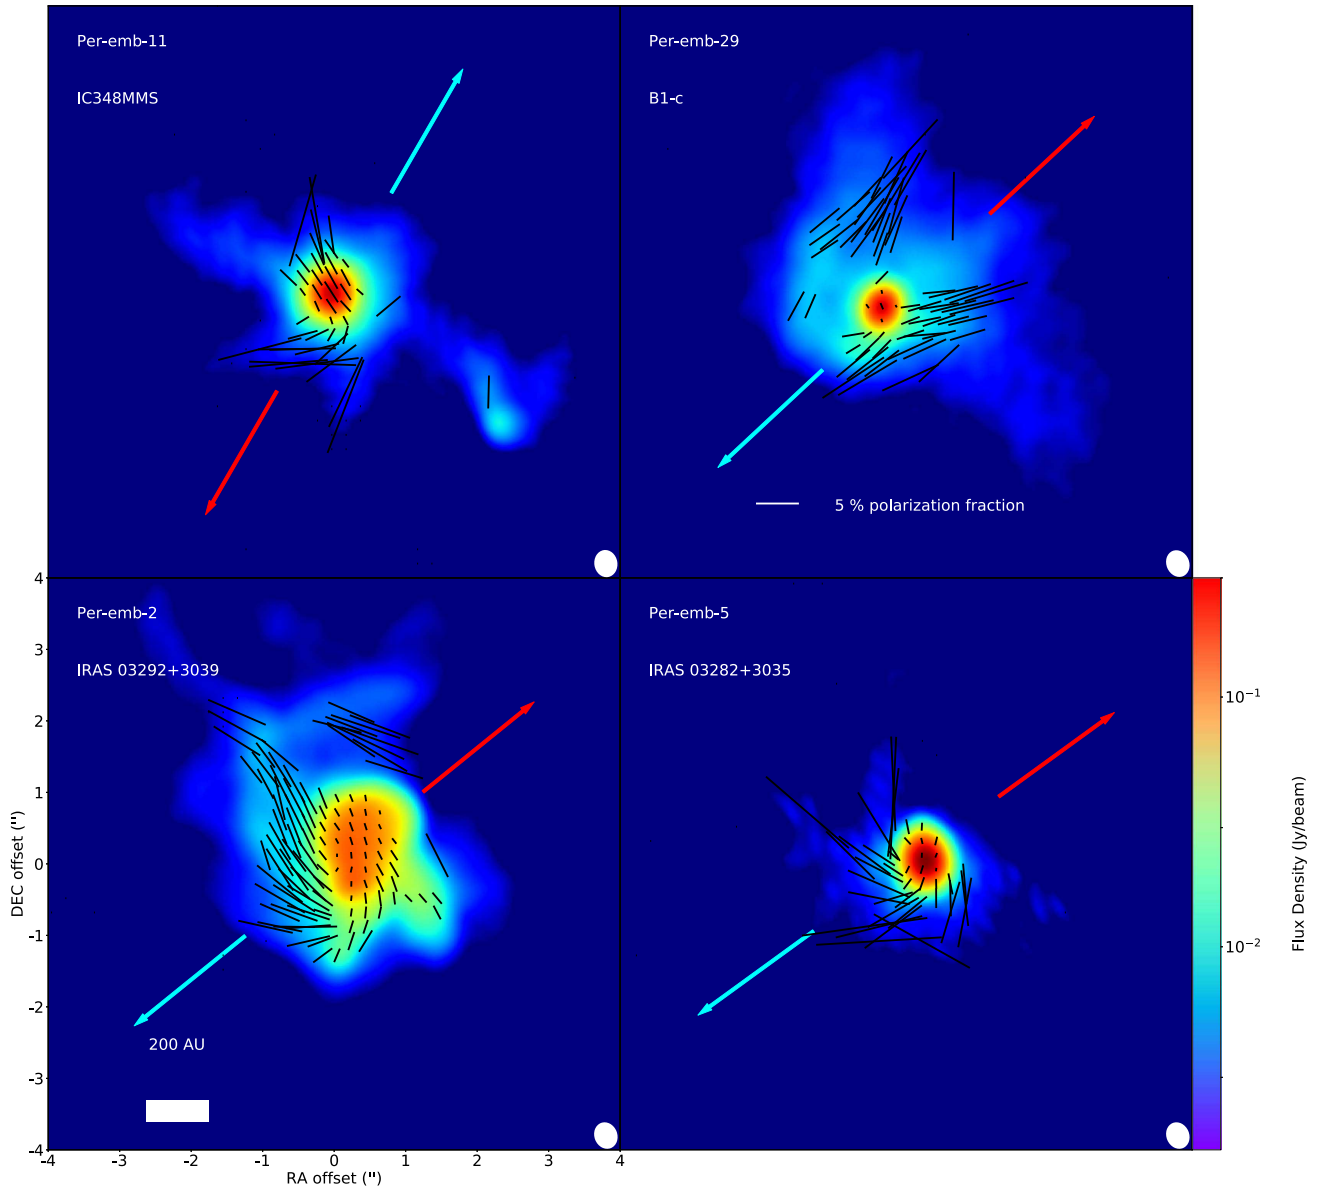 Per-emb-11
IC348MMS
Per-emb-29
B1-c
5 % polarization fraction
Per-emb-2
IRAS 03292+3039
200 AU
Per-emb-5
IRAS 03282+3035
4
3
2
1
0
-1
-2
-3
-4
DEC offset (")
-4
-3
-2
-1
0
1
2
3
4
RA offset (")
10⁻¹
10⁻²
Flux Density (Jy/beam)